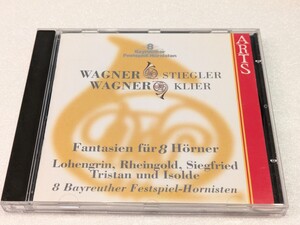 ARTS
WAGNER STIEGLER
WAGNER KLIER
Fantasien für 8 Hörner
Lohengrin, Rheingold, Siegfried
Tristan und Isolde
8 Bayreuther Festspiel-Hornisten